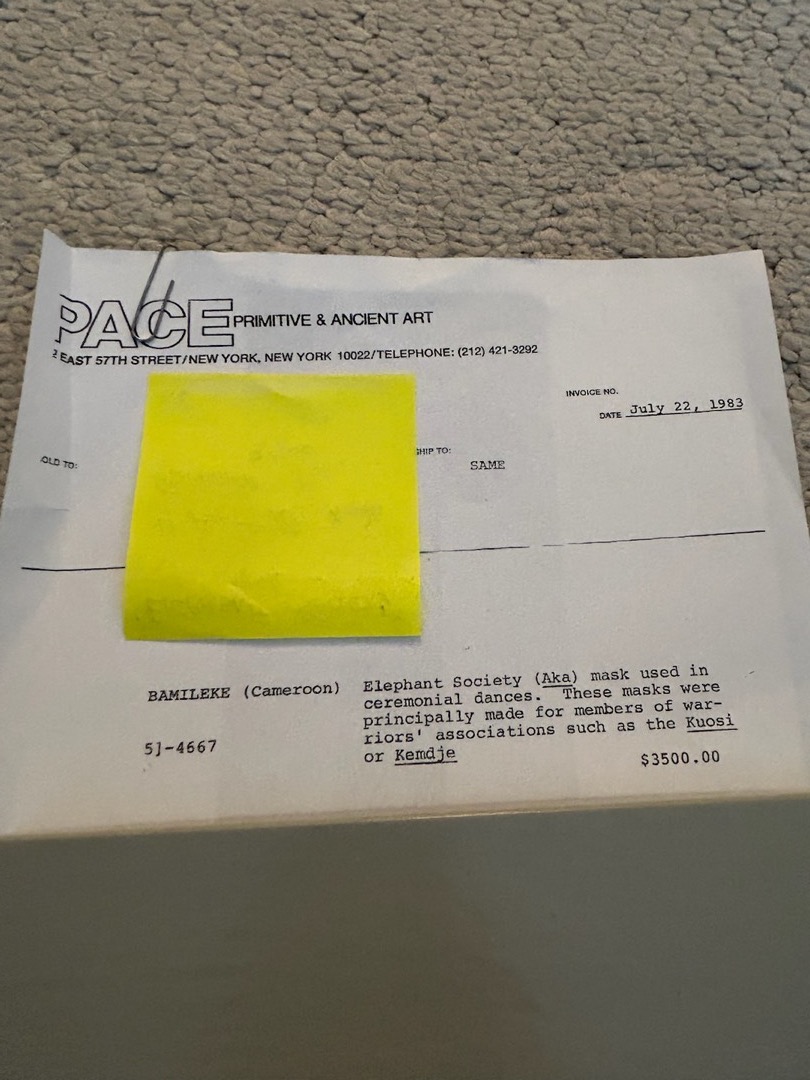 PACE PRIMITIVE & ANCIENT ART
EAST 57TH STREET/NEW YORK, NEW YORK 10022/TELEPHONE: (212) 421-3292
INVOICE NO.
DATE July 22, 1983
OLD TO:
SHIP TO:
SAME
BAMILEKE (Cameroon)
5]-4667
Elephant Society (Aka) mask used in
ceremonial dances. These masks were
principally made for members of war-
riors' associations such as the Kuosi
or Kemdje
$3500.00